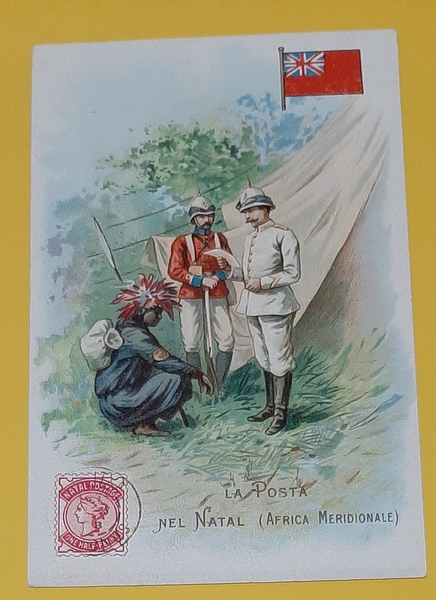 LA POSTA
NEL NATAL (AFRICA MERIDIONALE)
NATAL POSTAGE
ONE HALF-PENNY